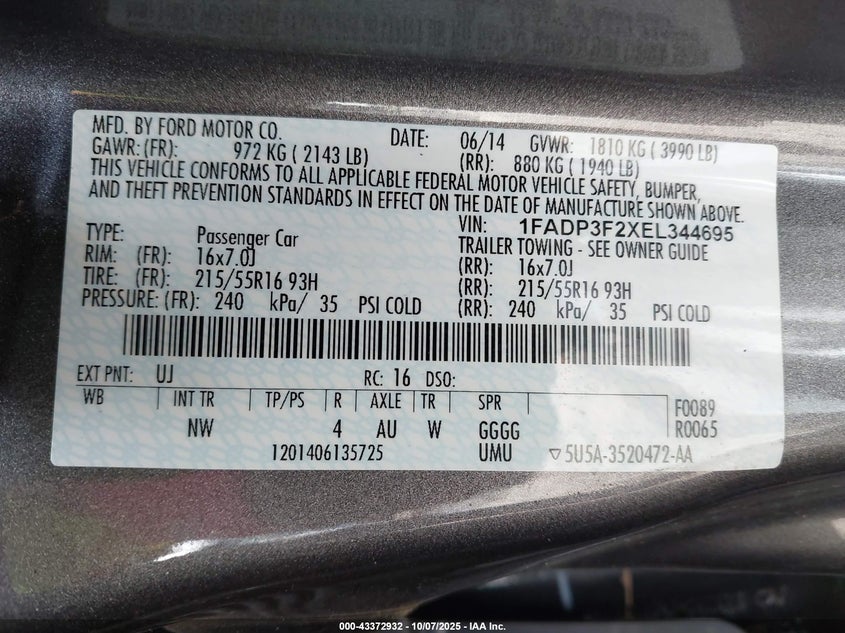 MFD. BY FORD MOTOR CO. DATE: 06/14 GVWR: 1810 KG ( 3990 LB)
GAWR:(FR): 972 KG ( 2143 LB) (RR): 880 KG ( 1940 LB)
THIS VEHICLE CONFORMS TO ALL APPLICABLE FEDERAL MOTOR VEHICLE SAFETY, BUMPER,
AND THEFT PREVENTION STANDARDS IN EFFECT ON THE DATE OF MANUFACTURE SHOWN ABOVE.
VIN: 1FADP3F2XEL344695
TYPE: Passenger Car TRAILER TOWING - SEE OWNER GUIDE
RIM: (FR): 16x7.0J (RR): 16x7.0J
TIRE: (FR): 215/55R16 93H (RR): 215/55R16 93H
PRESSURE: (FR): 240 kPa/ 35 PSI COLD (RR): 240 kPa/ 35 PSI COLD
EXT PNT: UJ RC: 16 DSO:
WB INT TR TP/PS R AXLE TR SPR F0089
NW 4 AU W GGGG R0065
1201406135725 UMU ▽5U5A-3520472-AA
000-43372932 - 10/07/2025 - IAA Inc.